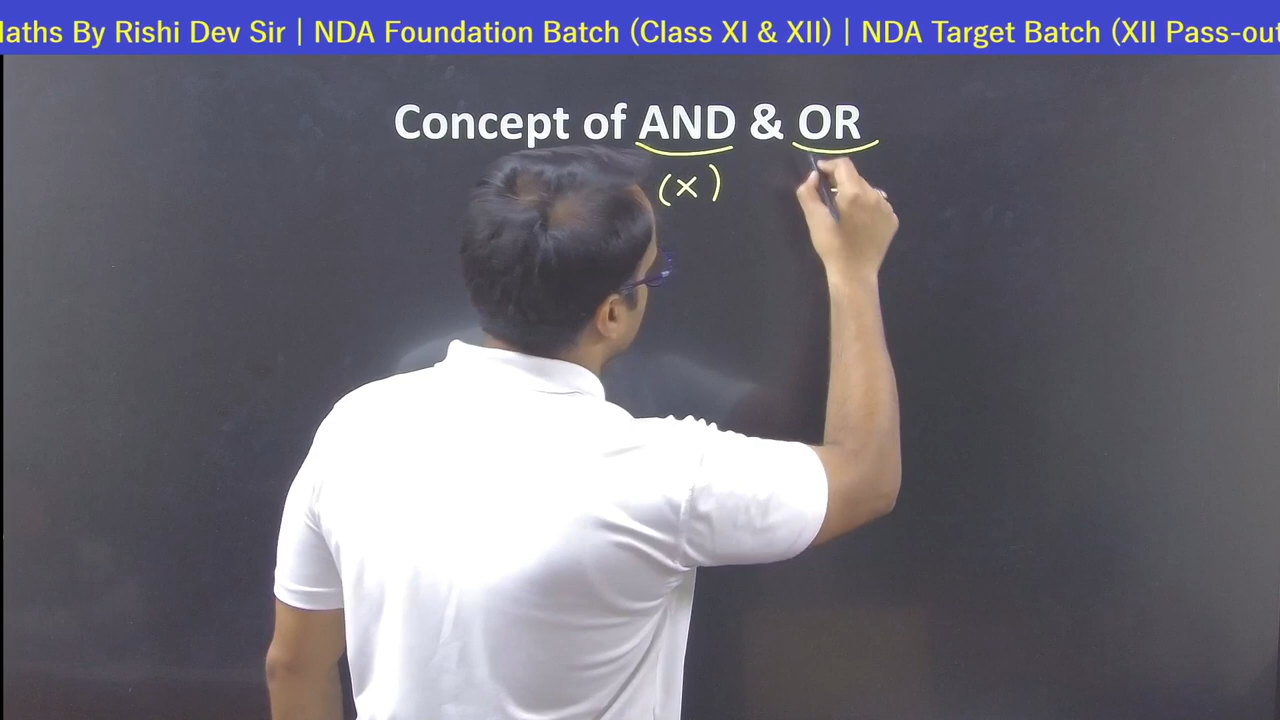 aths By Rishi Dev Sir | NDA Foundation Batch (Class XI & XII) | NDA Target Batch (XII Pass-out
Concept of AND & OR
(×)